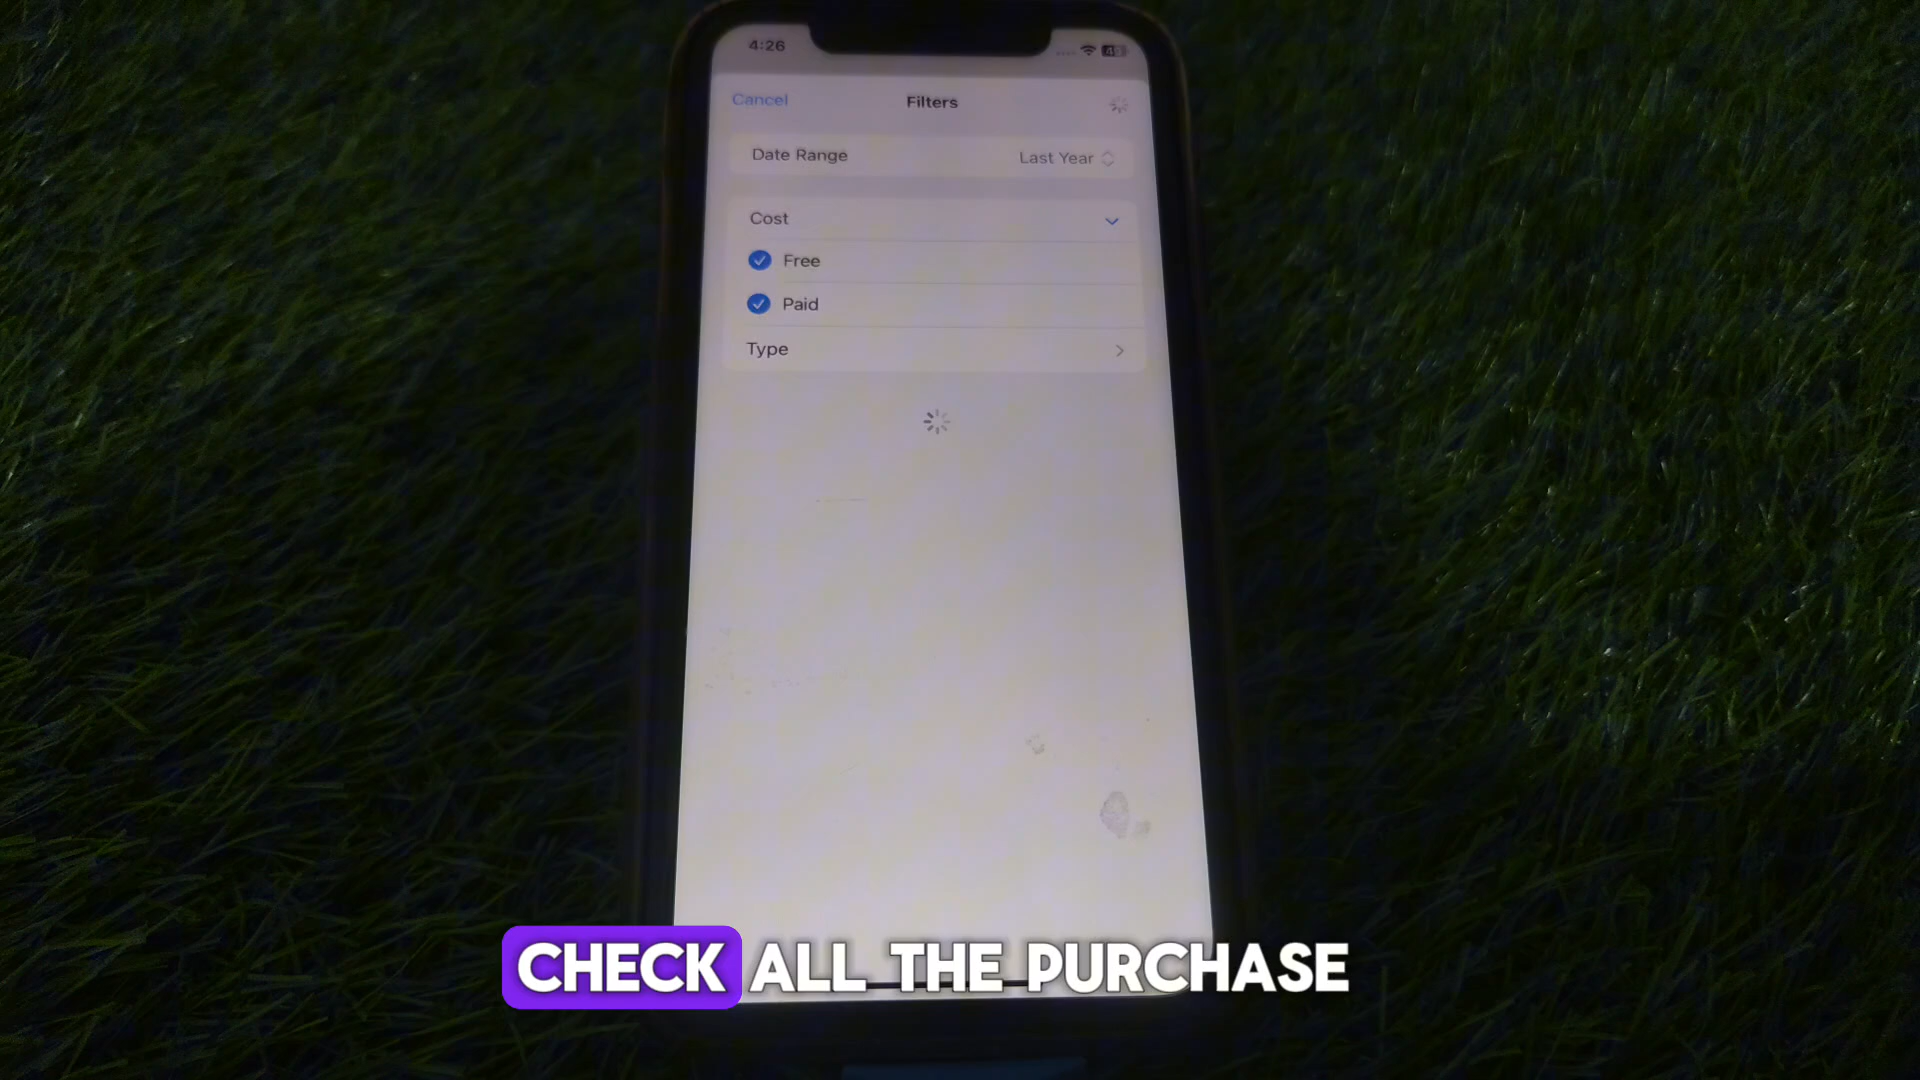 4:26
Cancel
Filters
Date Range
Last Year
Cost
Free
Paid
Type
CHECK ALL THE PURCHASE